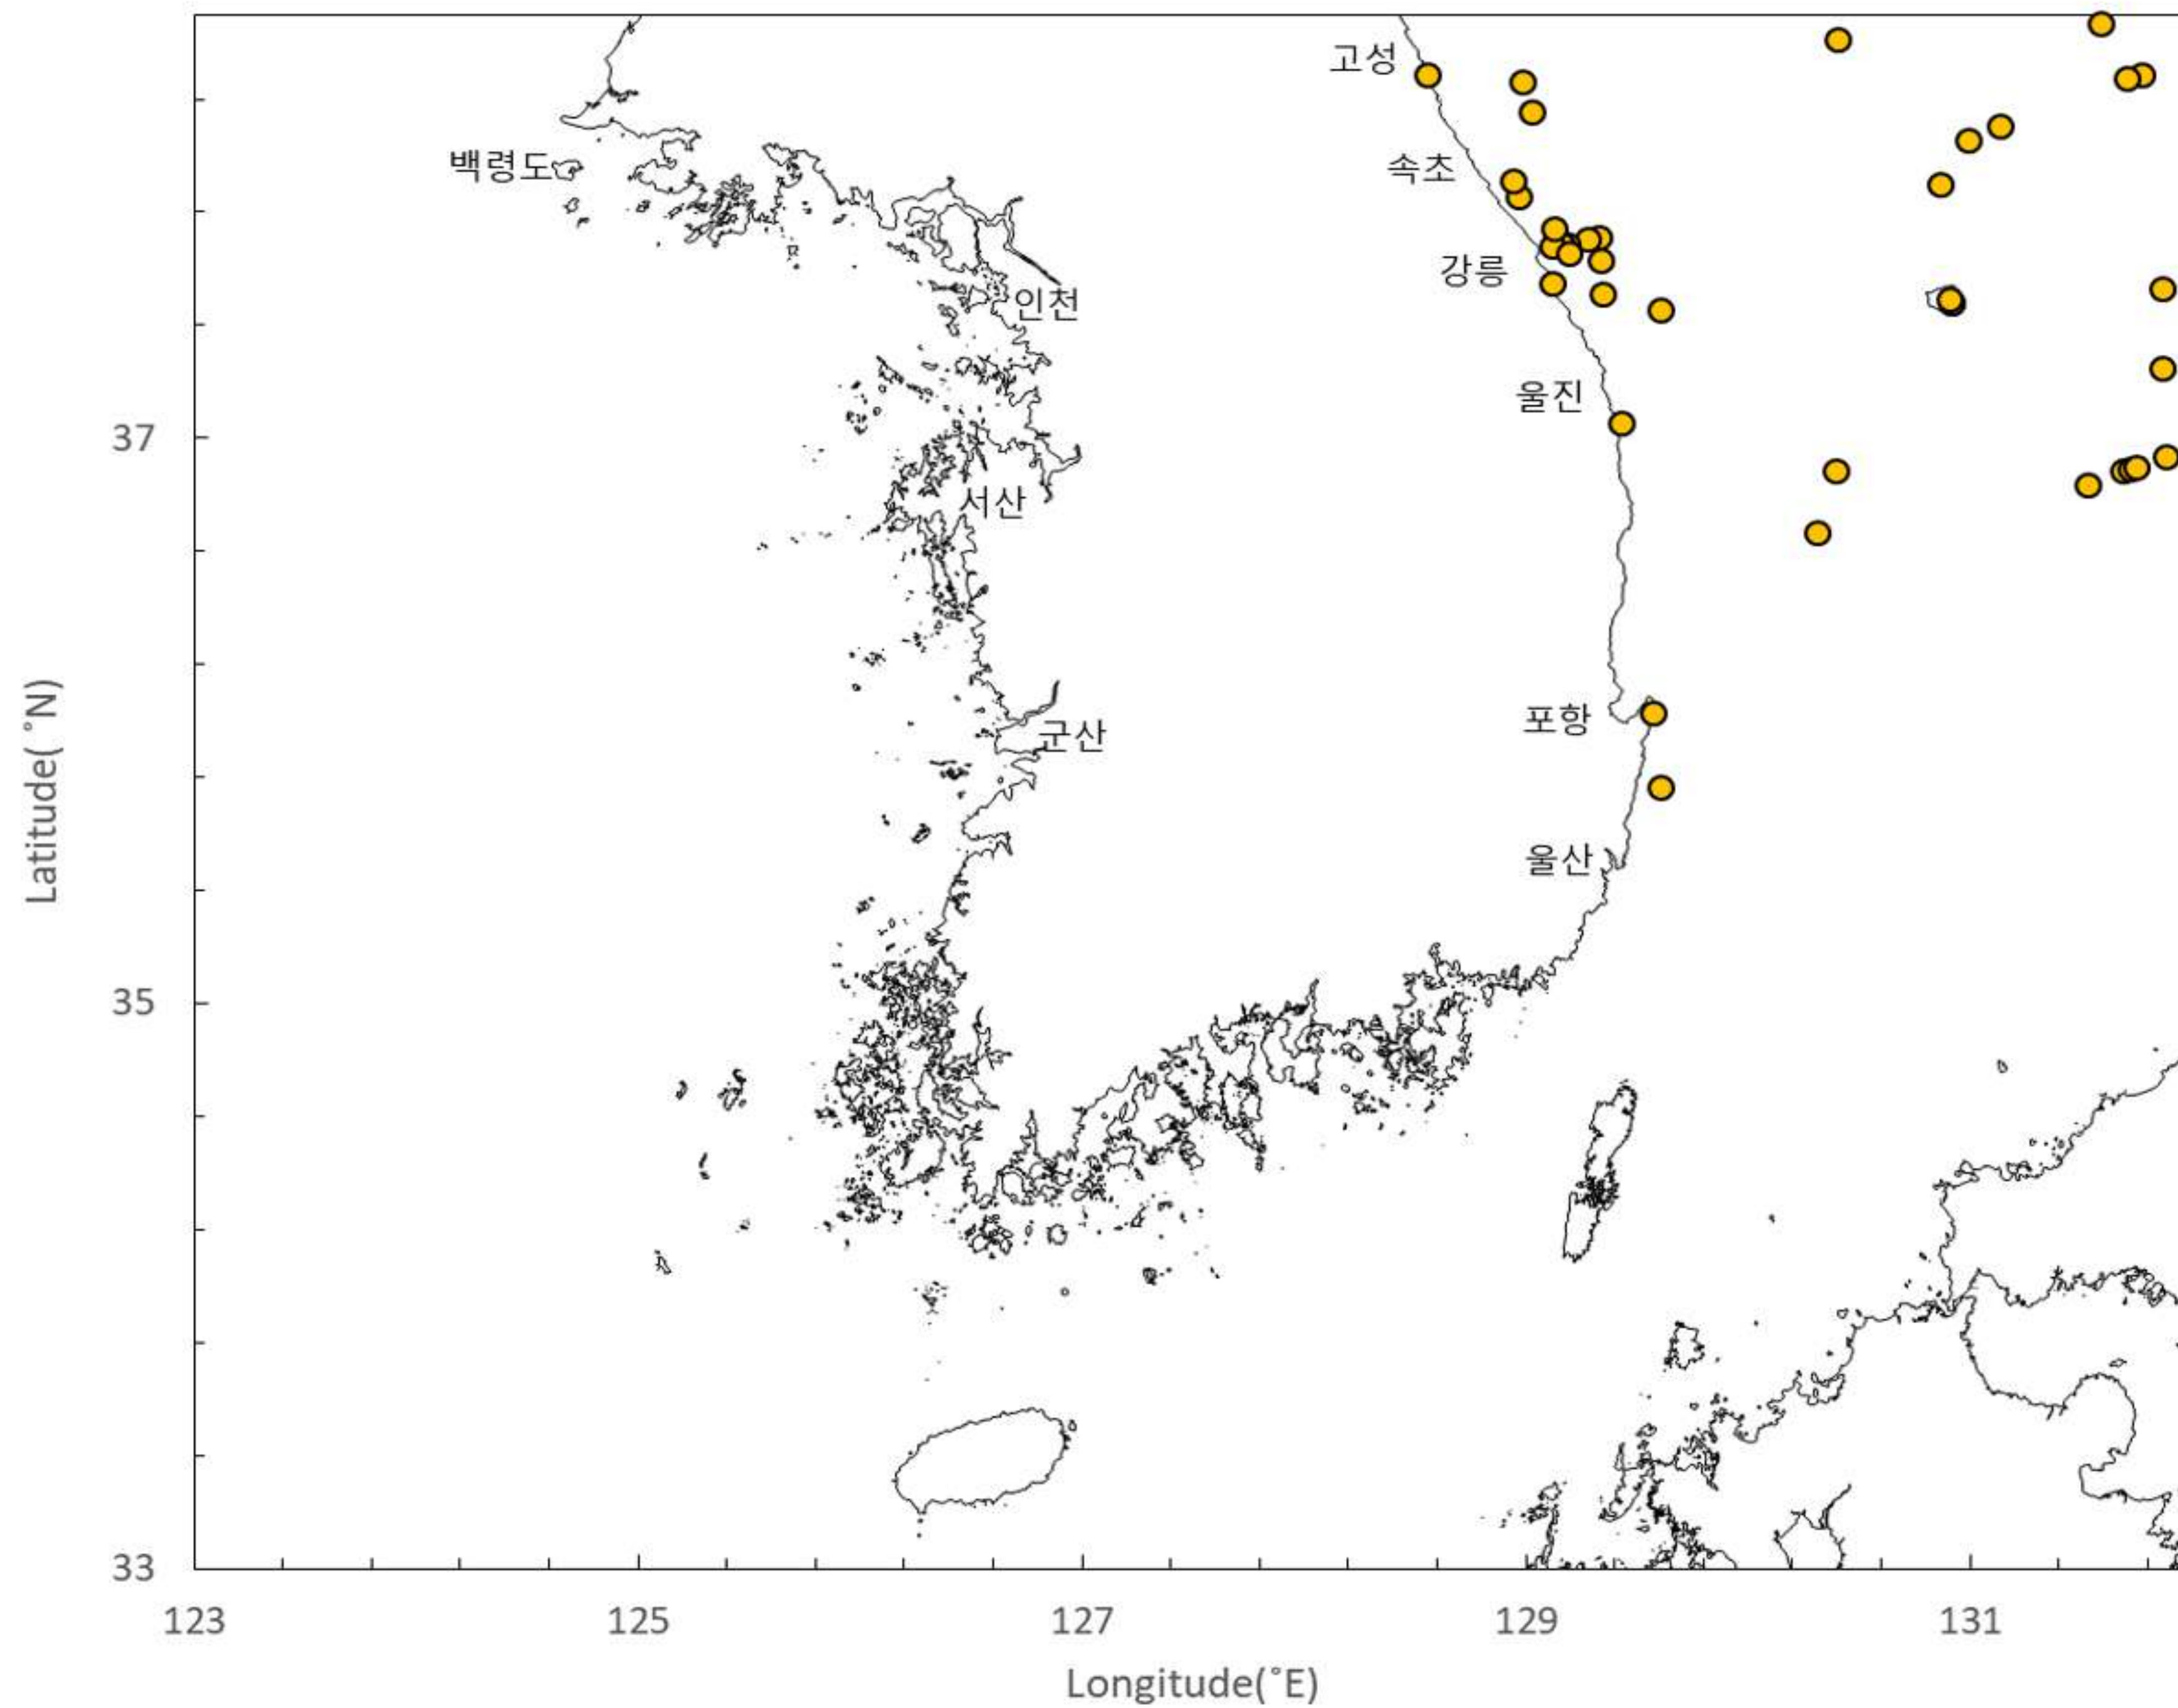 고성
백령도
속초
강릉
인천
울진
37
서산
포항
군산
Latitude( ˚N)
울산
35
33
123
125
127
129
131
Longitude(˚E)